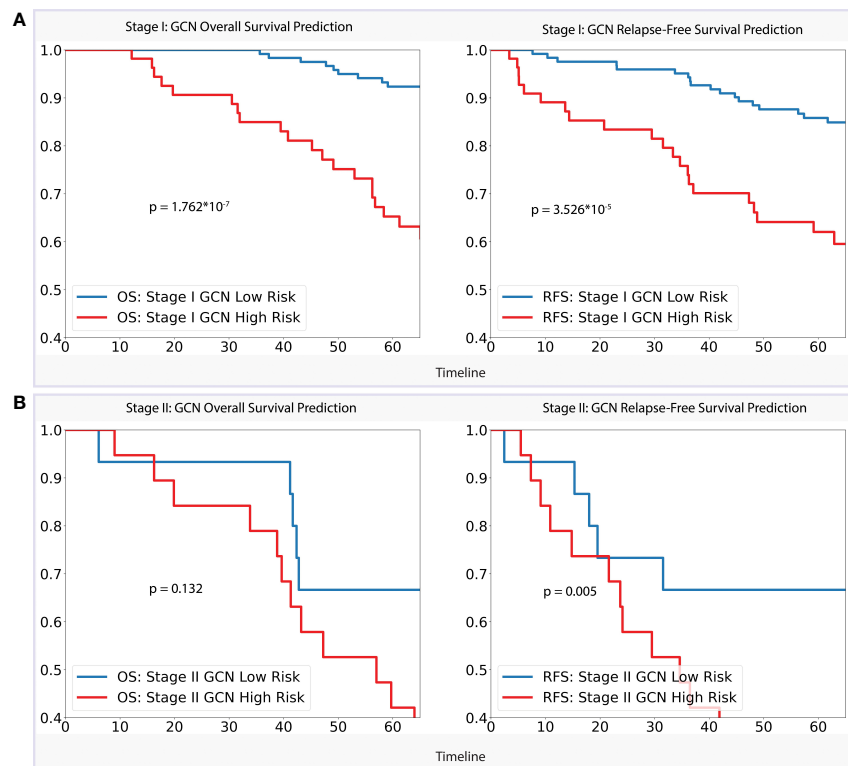 A
Stage I: GCN Overall Survival Prediction
1.0
0.9
0.8
0.7
0.6
0.5
0.4
p = 1.762*10-7
OS: Stage I GCN Low Risk
OS: Stage I GCN High Risk
0 10 20 30 40 50 60
Stage I: GCN Relapse-Free Survival Prediction
1.0
0.9
0.8
0.7
0.6
0.5
0.4
p = 3.526*10-5
RFS: Stage I GCN Low Risk
RFS: Stage I GCN High Risk
0 10 20 30 40 50 60
Timeline
B
Stage II: GCN Overall Survival Prediction
1.0
0.9
0.8
0.7
0.6
0.5
0.4
p = 0.132
OS: Stage II GCN Low Risk
OS: Stage II GCN High Risk
0 10 20 30 40 50 60
Stage II: GCN Relapse-Free Survival Prediction
1.0
0.9
0.8
0.7
0.6
0.5
0.4
p = 0.005
RFS: Stage II GCN Low Risk
RFS: Stage II GCN High Risk
0 10 20 30 40 50 60
Timeline